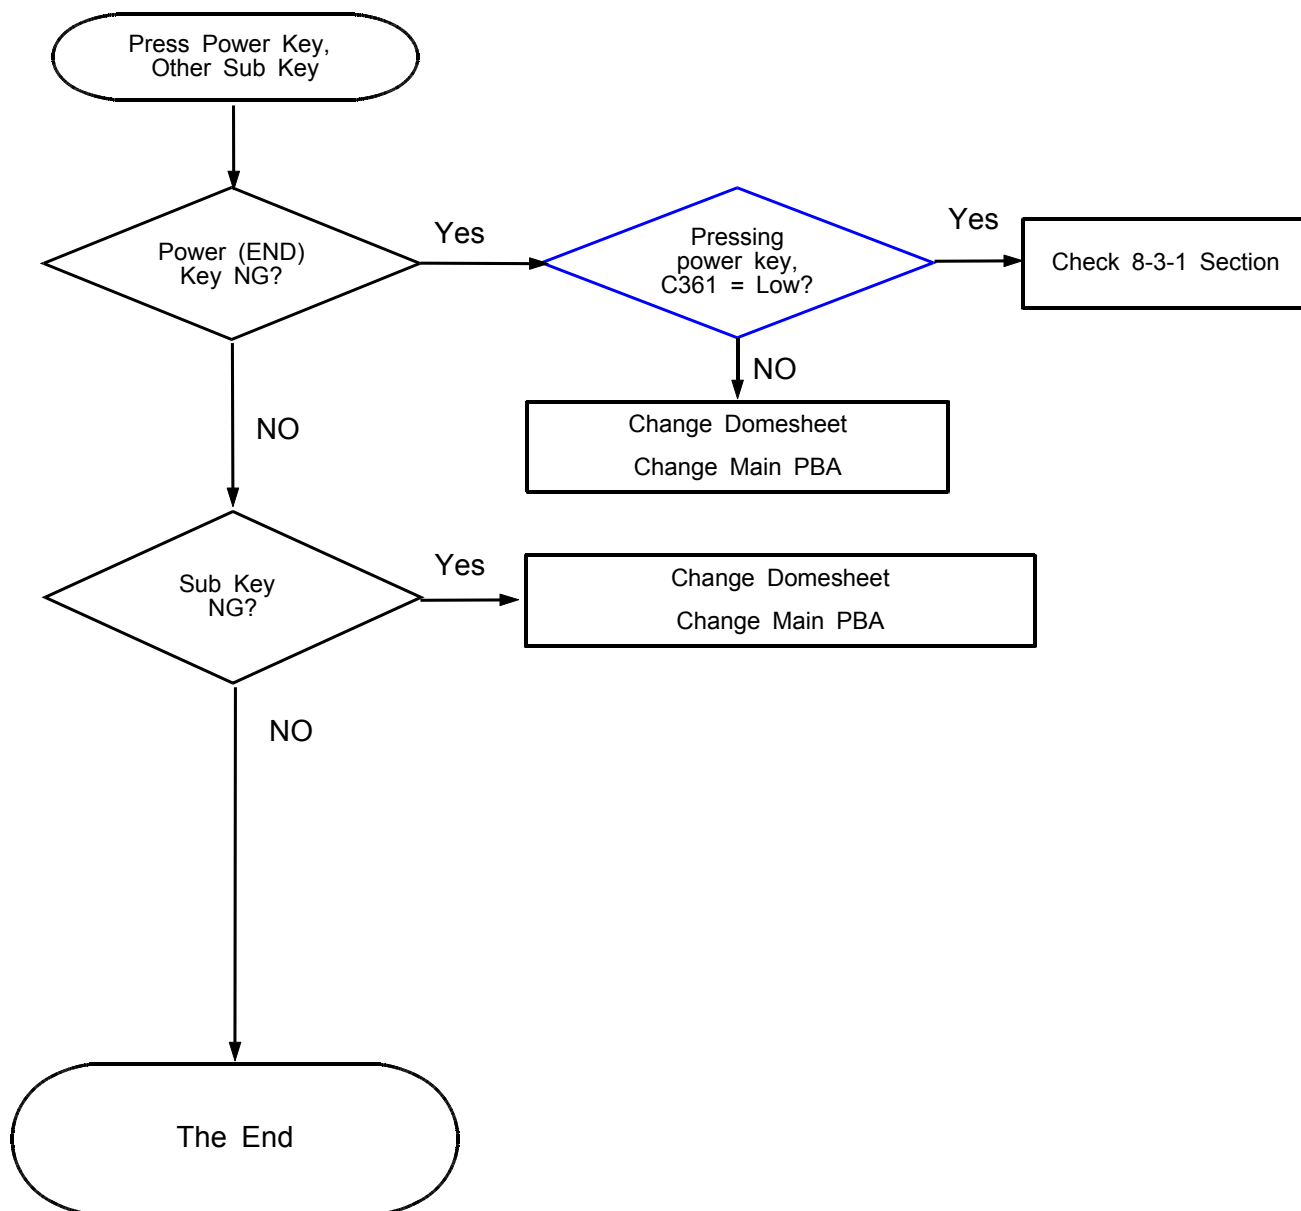 Press Power Key,
Other Sub Key
Power (END)
Key NG?
Yes
Pressing
power key,
C361 = Low?
Yes
Check 8-3-1 Section
NO
Change Domesheet
Change Main PBA
NO
Sub Key
NG?
Yes
Change Domesheet
Change Main PBA
NO
The End